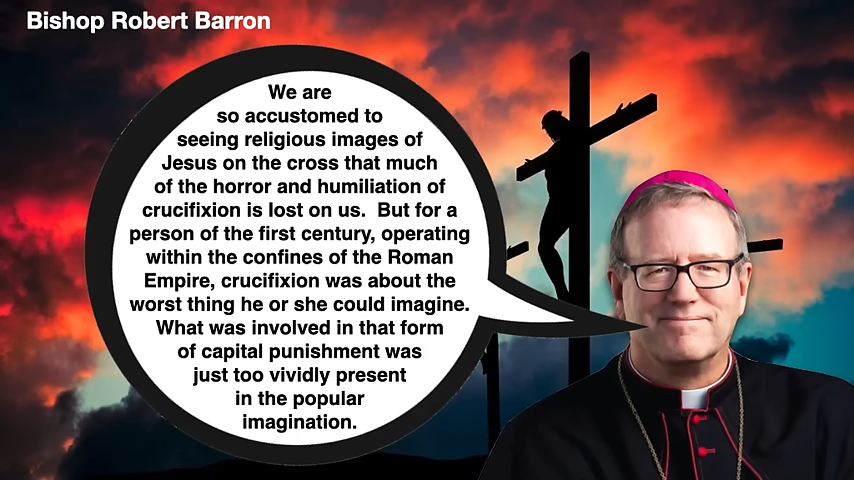 Bishop Robert Barron
We are
so accustomed to
seeing religious images of
Jesus on the cross that much
of the horror and humiliation of
crucifixion is lost on us.  But for a
person of the first century, operating
within the confines of the Roman
Empire, crucifixion was about the
worst thing he or she could imagine.
What was involved in that form
of capital punishment was
just too vividly present
in the popular
imagination.